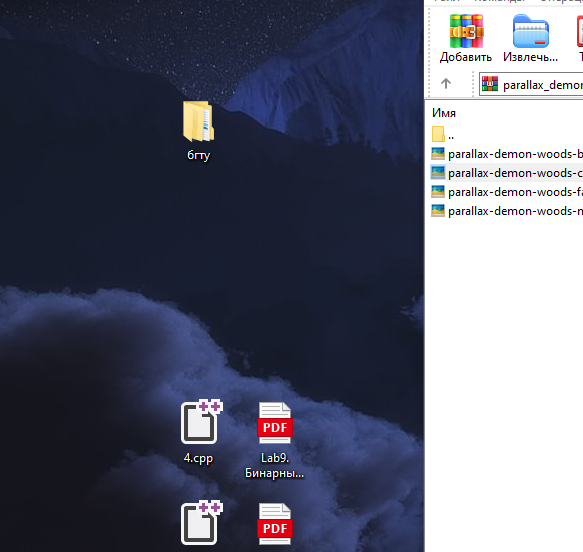 Добавить
Извлечь...
parallax_demon
Имя
..
parallax-demon-woods-b
parallax-demon-woods-c
parallax-demon-woods-fa
parallax-demon-woods-n
бгту
4.cpp
PDF
Lab9.
Бинарны...
PDF